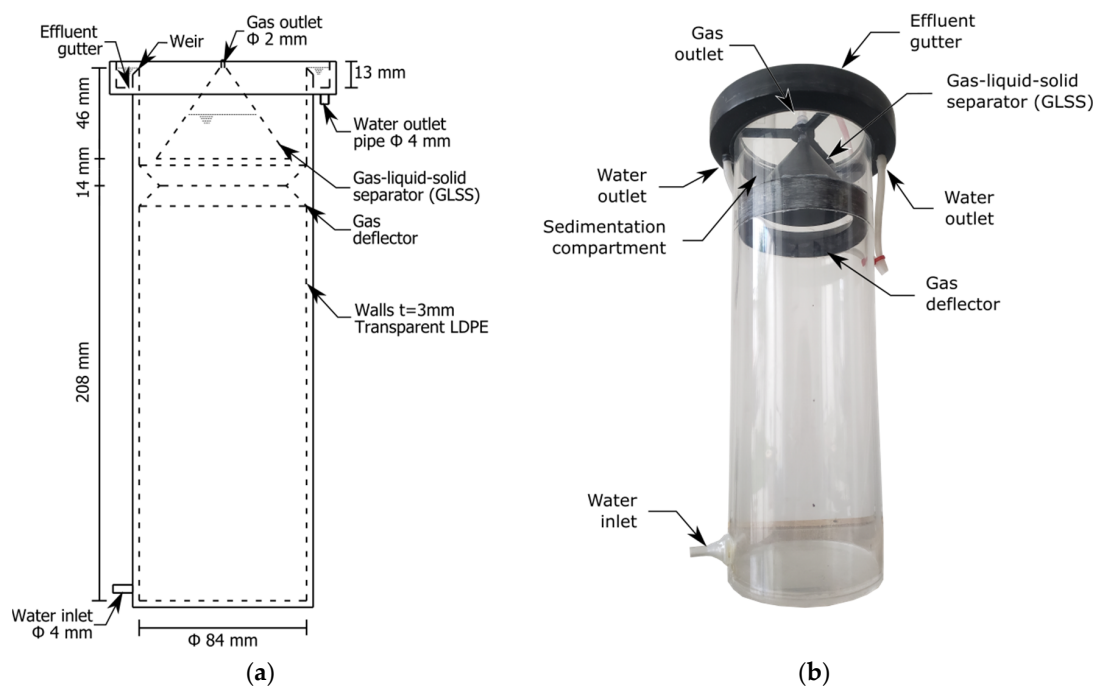 Gas outlet
Φ 2 mm
Effluent
gutter
Weir
13 mm
46 mm
Water outlet
pipe Φ 4 mm
14 mm
Gas-liquid-solid
separator (GLSS)
Gas
deflector
Walls t=3mm
Transparent LDPE
208 mm
Water inlet
Φ 4 mm
Φ 84 mm
(a)
Gas
outlet
Effluent
gutter
Gas-liquid-solid
separator (GLSS)
Water
outlet
Water
outlet
Sedimentation
compartment
Gas
deflector
Water
inlet
(b)